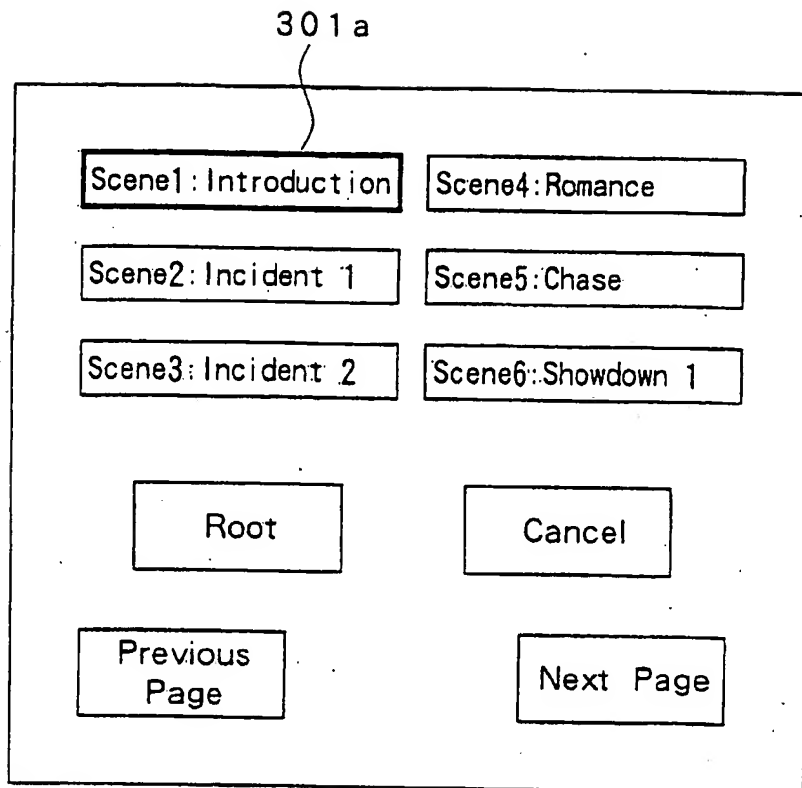 301a
Scene1:Introduction
Scene4:Romance
Scene2:Incident 1
Scene5:Chase
Scene3:Incident 2
Scene6:Showdown 1
Root
Cancel
Previous
Page
Next Page